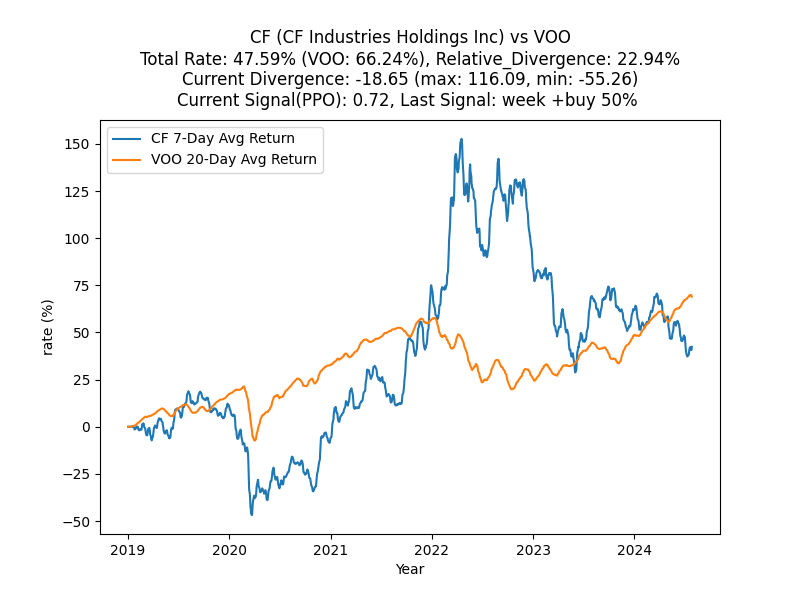 CF (CF Industries Holdings Inc) vs VOO
Total Rate: 47.59% (VOO: 66.24%), Relative_Divergence: 22.94%
Current Divergence: -18.65 (max: 116.09, min: -55.26)
Current Signal(PPO): 0.72, Last Signal: week +buy 50%
CF 7-Day Avg Return
VOO 20-Day Avg Return
150
125
100
75
50
25
0
−25
−50
rate (%)
2019 2020 2021 2022 2023 2024
Year